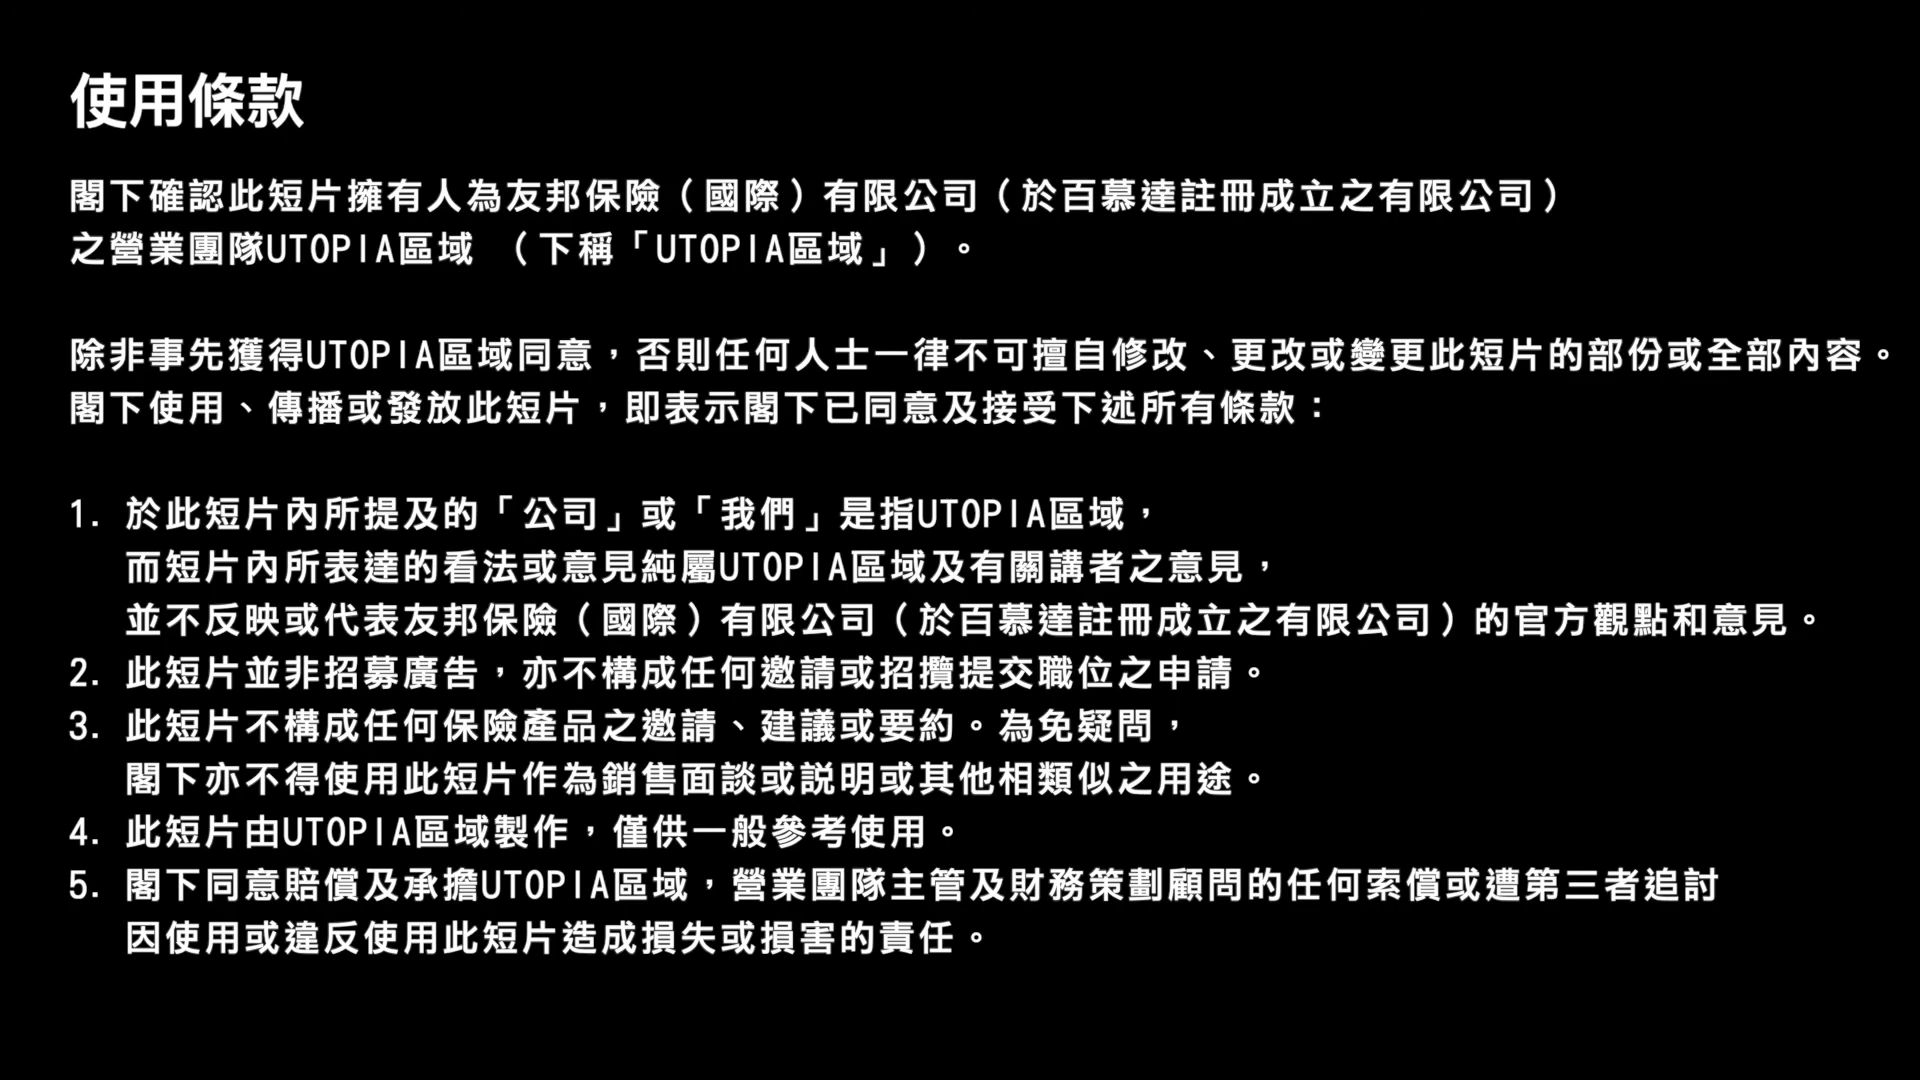 使用條款
閣下確認此短片擁有人為友邦保險（國際）有限公司（於百慕達註冊成立之有限公司）
之營業團隊UTOPIA區域 （下稱「UTOPIA區域」）。
除非事先獲得UTOPIA區域同意，否則任何人士一律不可擅自修改、更改或變更此短片的部份或全部內容。
閣下使用、傳播或發放此短片，即表示閣下已同意及接受下述所有條款：
1. 於此短片內所提及的「公司」或「我們」是指UTOPIA區域，
而短片內所表達的看法或意見純屬UTOPIA區域及有關講者之意見，
並不反映或代表友邦保險（國際）有限公司（於百慕達註冊成立之有限公司）的官方觀點和意見。
2. 此短片並非招募廣告，亦不構成任何邀請或招攬提交職位之申請。
3. 此短片不構成任何保險產品之邀請、建議或要約。為免疑問，
閣下亦不得使用此短片作為銷售面談或説明或其他相類似之用途。
4. 此短片由UTOPIA區域製作，僅供一般參考使用。
5. 閣下同意賠償及承擔UTOPIA區域，營業團隊主管及財務策劃顧問的任何索償或遭第三者追討
因使用或違反使用此短片造成損失或損害的責任。